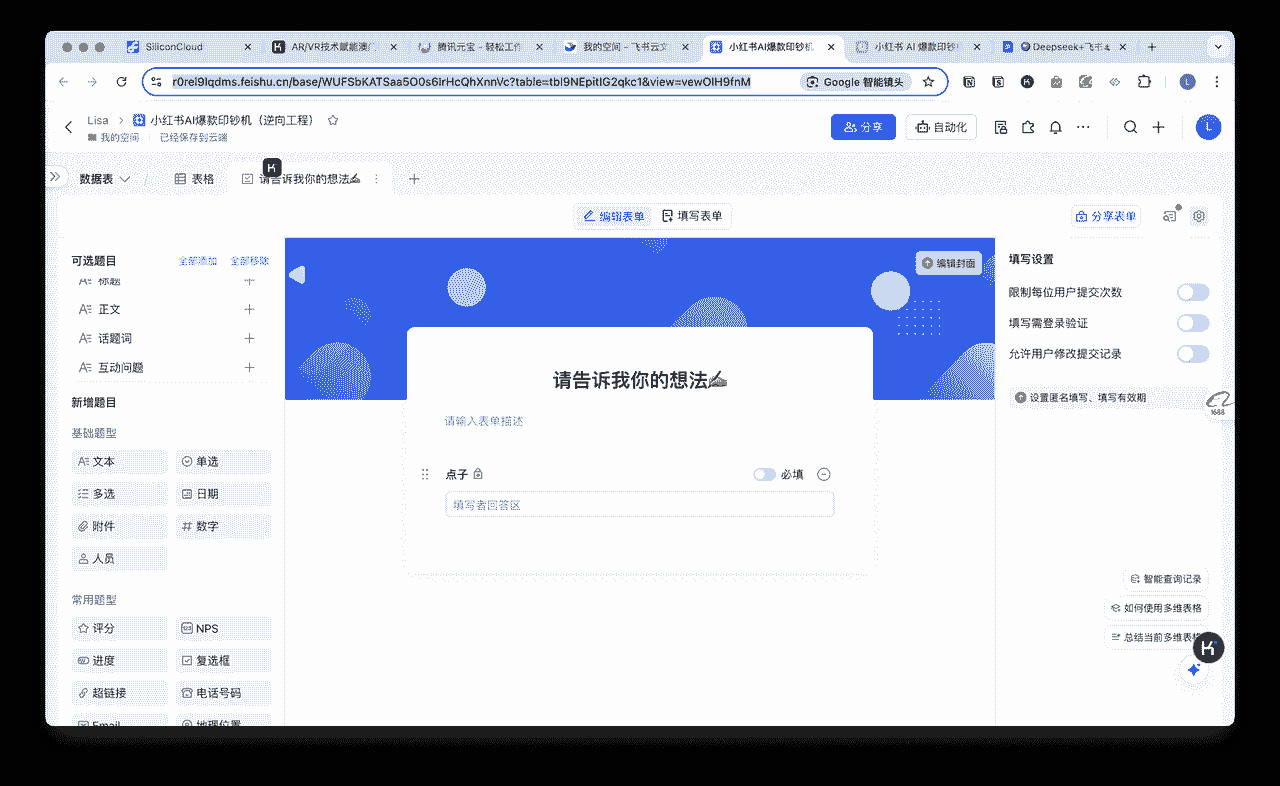 SiliconCloud
AR/VR技术赋能澳门
腾讯元宝 - 轻松工作
我的空间 - 飞书云文
小红书AI爆款印钞机
小红书 AI 爆款印钞
Deepseek+飞书多
r0rel9lqdms.feishu.cn/base/WUFSbKATSaa5O0s6IrHcQhXnnVc?table=tbl9NEpitIG2qkc1&view=vewOIH9fnM
Google 智能镜头
Lisa
小红书AI爆款印钞机（逆向工程）
我的空间
已经保存到云端
分享
自动化
L
数据表
表格
请告诉我你的想法✍
编辑表单
填写表单
分享表单
可选题目
全部添加
全部移除
标题
正文
话题词
互动问题
新增题目
基础题型
文本
单选
多选
日期
附件
数字
人员
常用题型
评分
NPS
进度
复选框
超链接
电话号码
Email
地理位置
编辑封面
请告诉我你的想法✍
请输入表单描述
点子
必填
填写者回答区
填写设置
限制每位用户提交次数
填写需登录验证
允许用户修改提交记录
设置匿名填写、填写有效期
1688
智能查询记录
如何使用多维表格
总结当前多维表格